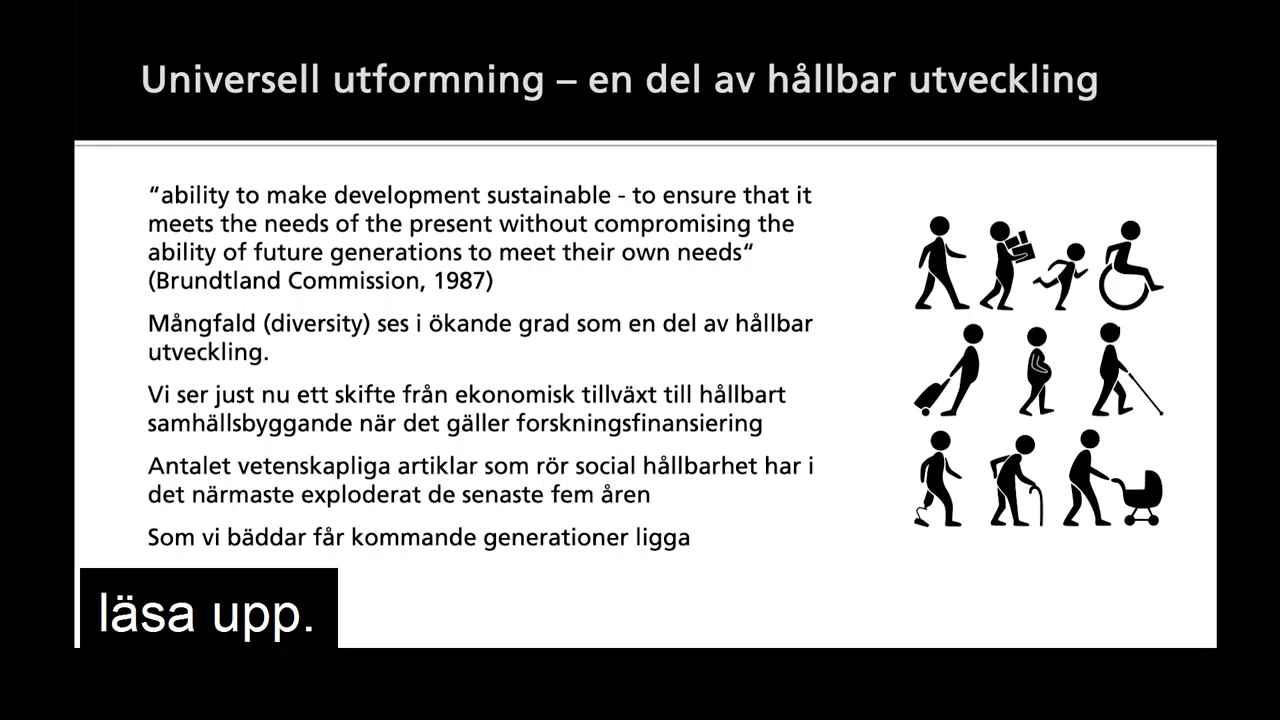 Universell utformning – en del av hållbar utveckling
“ability to make development sustainable - to ensure that it
meets the needs of the present without compromising the
ability of future generations to meet their own needs“
(Brundtland Commission, 1987)
Mångfald (diversity) ses i ökande grad som en del av hållbar
utveckling.
Vi ser just nu ett skifte från ekonomisk tillväxt till hållbart
samhällsbyggande när det gäller forskningsfinansiering
Antalet vetenskapliga artiklar som rör social hållbarhet har i
det närmaste exploderat de senaste fem åren
Som vi bäddar får kommande generationer ligga
läsa upp.